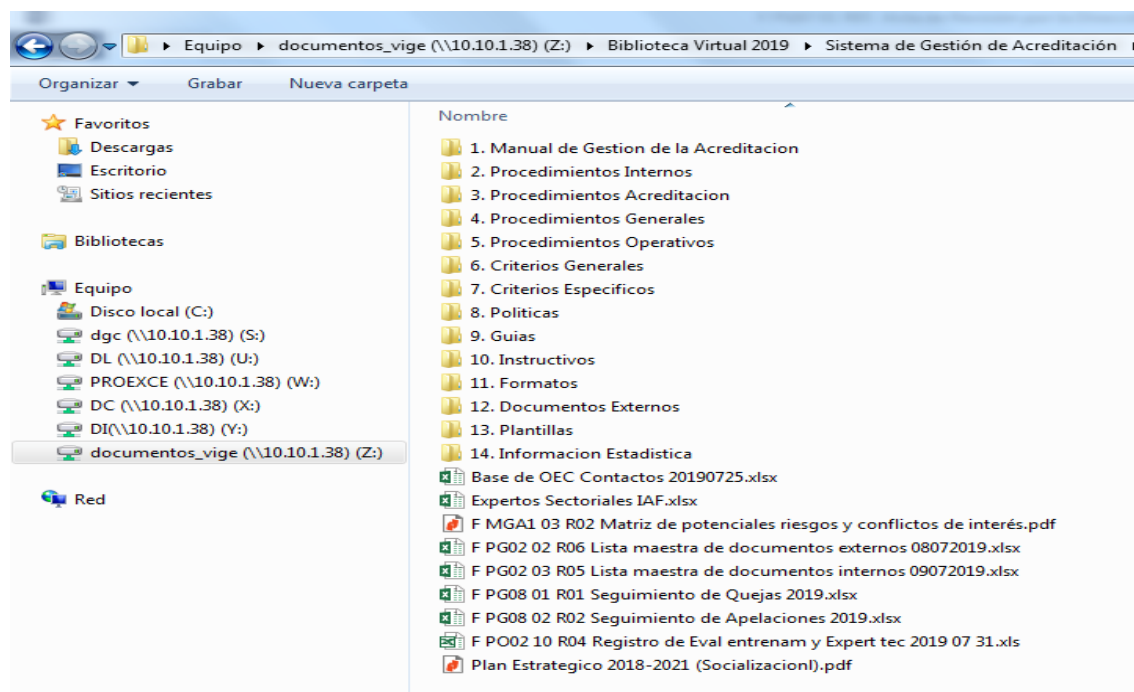 Equipo documentos_vige (\\10.10.1.38) (Z:) Biblioteca Virtual 2019 Sistema de Gestión de Acreditación
Organizar Grabar Nueva carpeta
Favoritos
Descargas
Escritorio
Sitios recientes
Bibliotecas
Equipo
Disco local (C:)
dgc (\\10.10.1.38) (S:)
DL (\\10.10.1.38) (U:)
PROEXCE (\\10.10.1.38) (W:)
DC (\\10.10.1.38) (X:)
DI(\\10.10.1.38) (Y:)
documentos_vige (\\10.10.1.38) (Z:)
Red
Nombre
1. Manual de Gestion de la Acreditacion
2. Procedimientos Internos
3. Procedimientos Acreditacion
4. Procedimientos Generales
5. Procedimientos Operativos
6. Criterios Generales
7. Criterios Especificos
8. Politicas
9. Guias
10. Instructivos
11. Formatos
12. Documentos Externos
13. Plantillas
14. Informacion Estadistica
Base de OEC Contactos 20190725.xlsx
Expertos Sectoriales IAF.xlsx
F MGA1 03 R02 Matriz de potenciales riesgos y conflictos de interés.pdf
F PG02 02 R06 Lista maestra de documentos externos 08072019.xlsx
F PG02 03 R05 Lista maestra de documentos internos 09072019.xlsx
F PG08 01 R01 Seguimiento de Quejas 2019.xlsx
F PG08 02 R02 Seguimiento de Apelaciones 2019.xlsx
F PO02 10 R04 Registro de Eval entrenam y Expert tec 2019 07 31.xls
Plan Estrategico 2018-2021 (Socializacionl).pdf